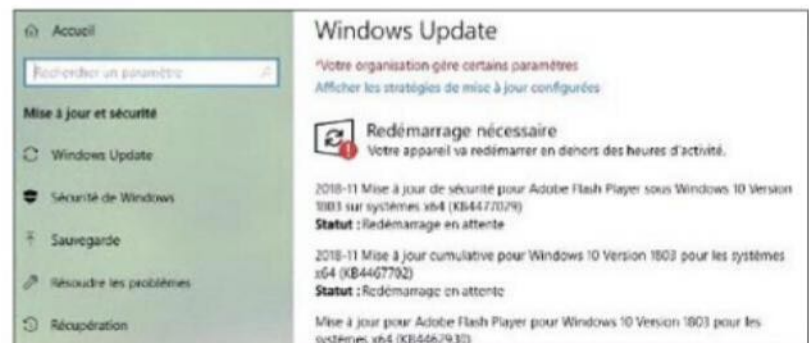 Accueil
Rechercher un paramètre
Mise à jour et sécurité
Windows Update
Sécurité de Windows
Sauvegarde
Résoudre les problèmes
Récupération
Windows Update
*Votre organisation gère certains paramètres
Afficher les stratégies de mise à jour configurées
Redémarrage nécessaire
Votre appareil va redémarrer en dehors des heures d'activité.
2018-11 Mise à jour de sécurité pour Adobe Flash Player sous Windows 10 Version
1803 sur systèmes x64 (KB4477029)
Statut : Redémarrage en attente
2018-11 Mise à jour cumulative pour Windows 10 Version 1803 pour les systèmes
x64 (KB4467702)
Statut : Redémarrage en attente
Mise à jour pour Adobe Flash Player pour Windows 10 Version 1803 pour les
systèmes x64 (KB4462930)